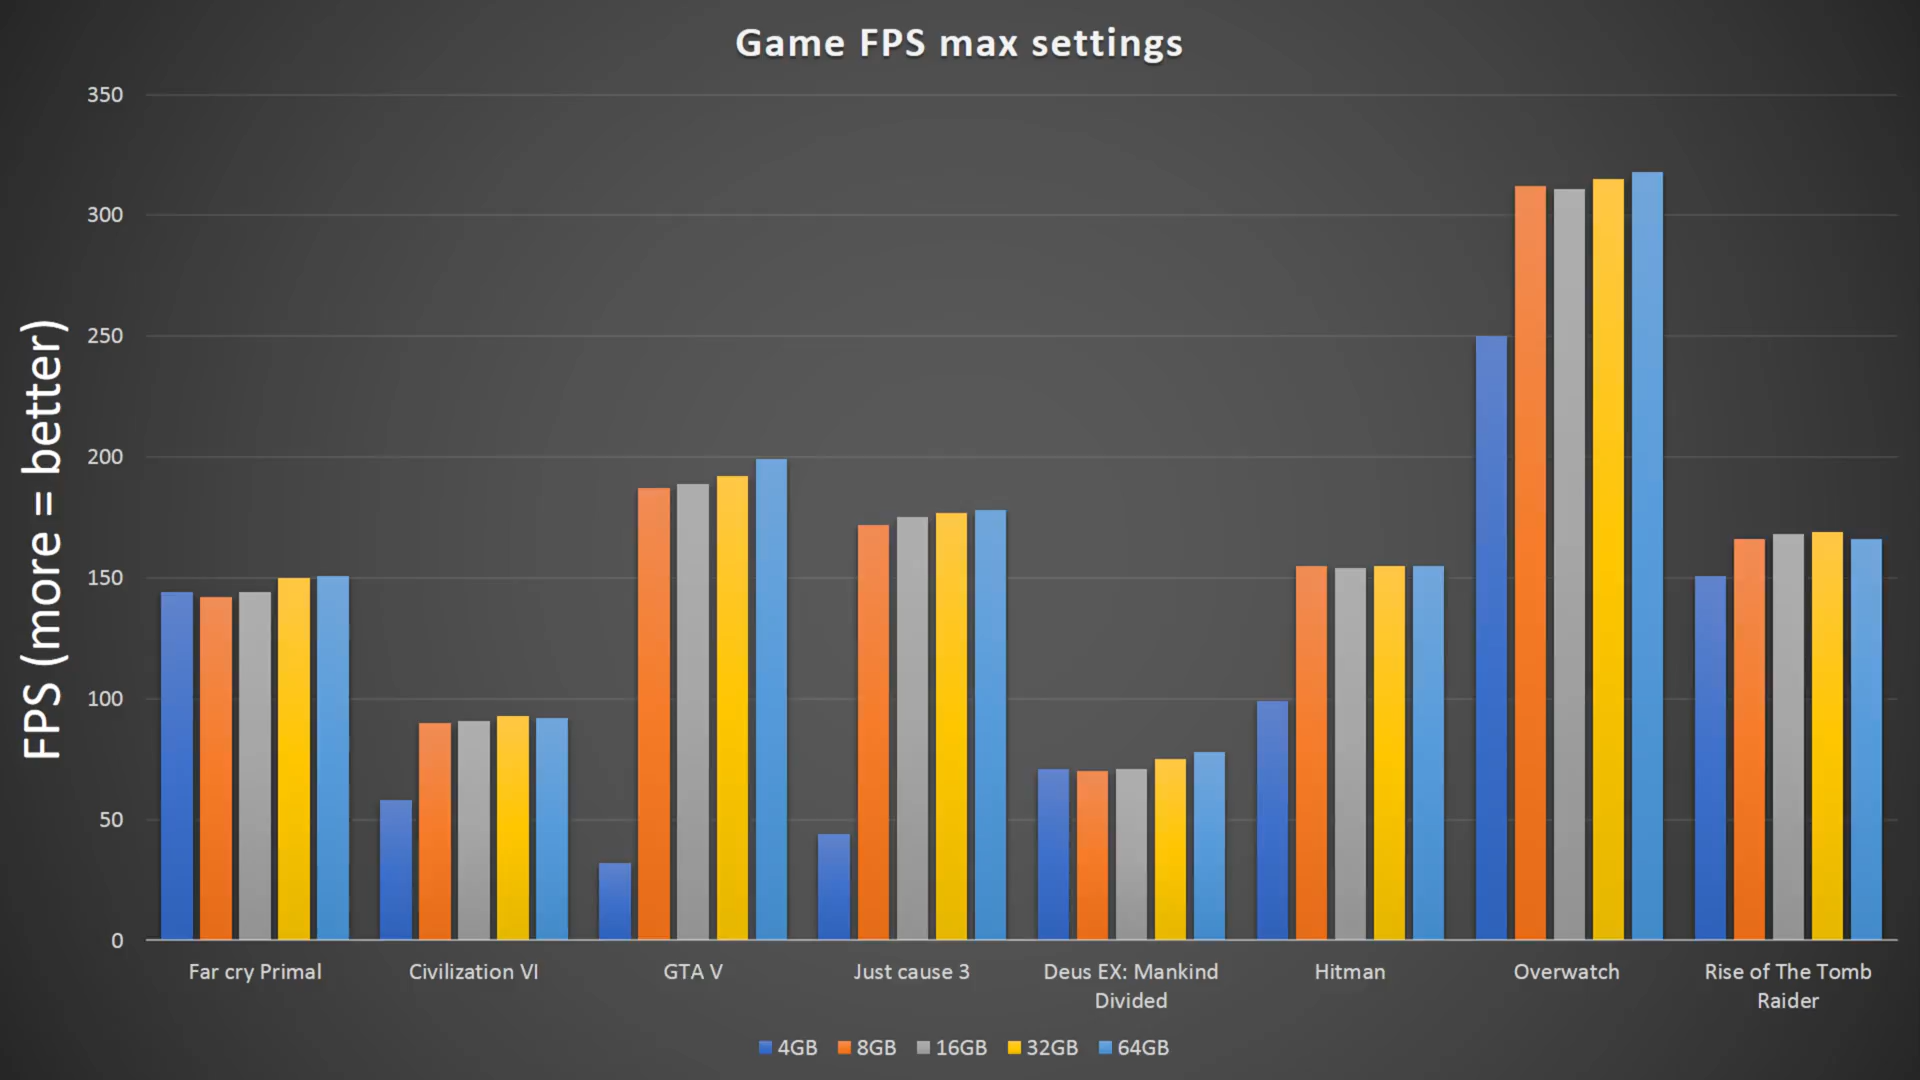 Game FPS max settings
FPS (more = better)
350
300
250
200
150
100
50
0
Far cry Primal
Civilization VI
GTA V
Just cause 3
Deus EX: Mankind
Divided
Hitman
Overwatch
Rise of The Tomb
Raider
4GB 8GB 16GB 32GB 64GB